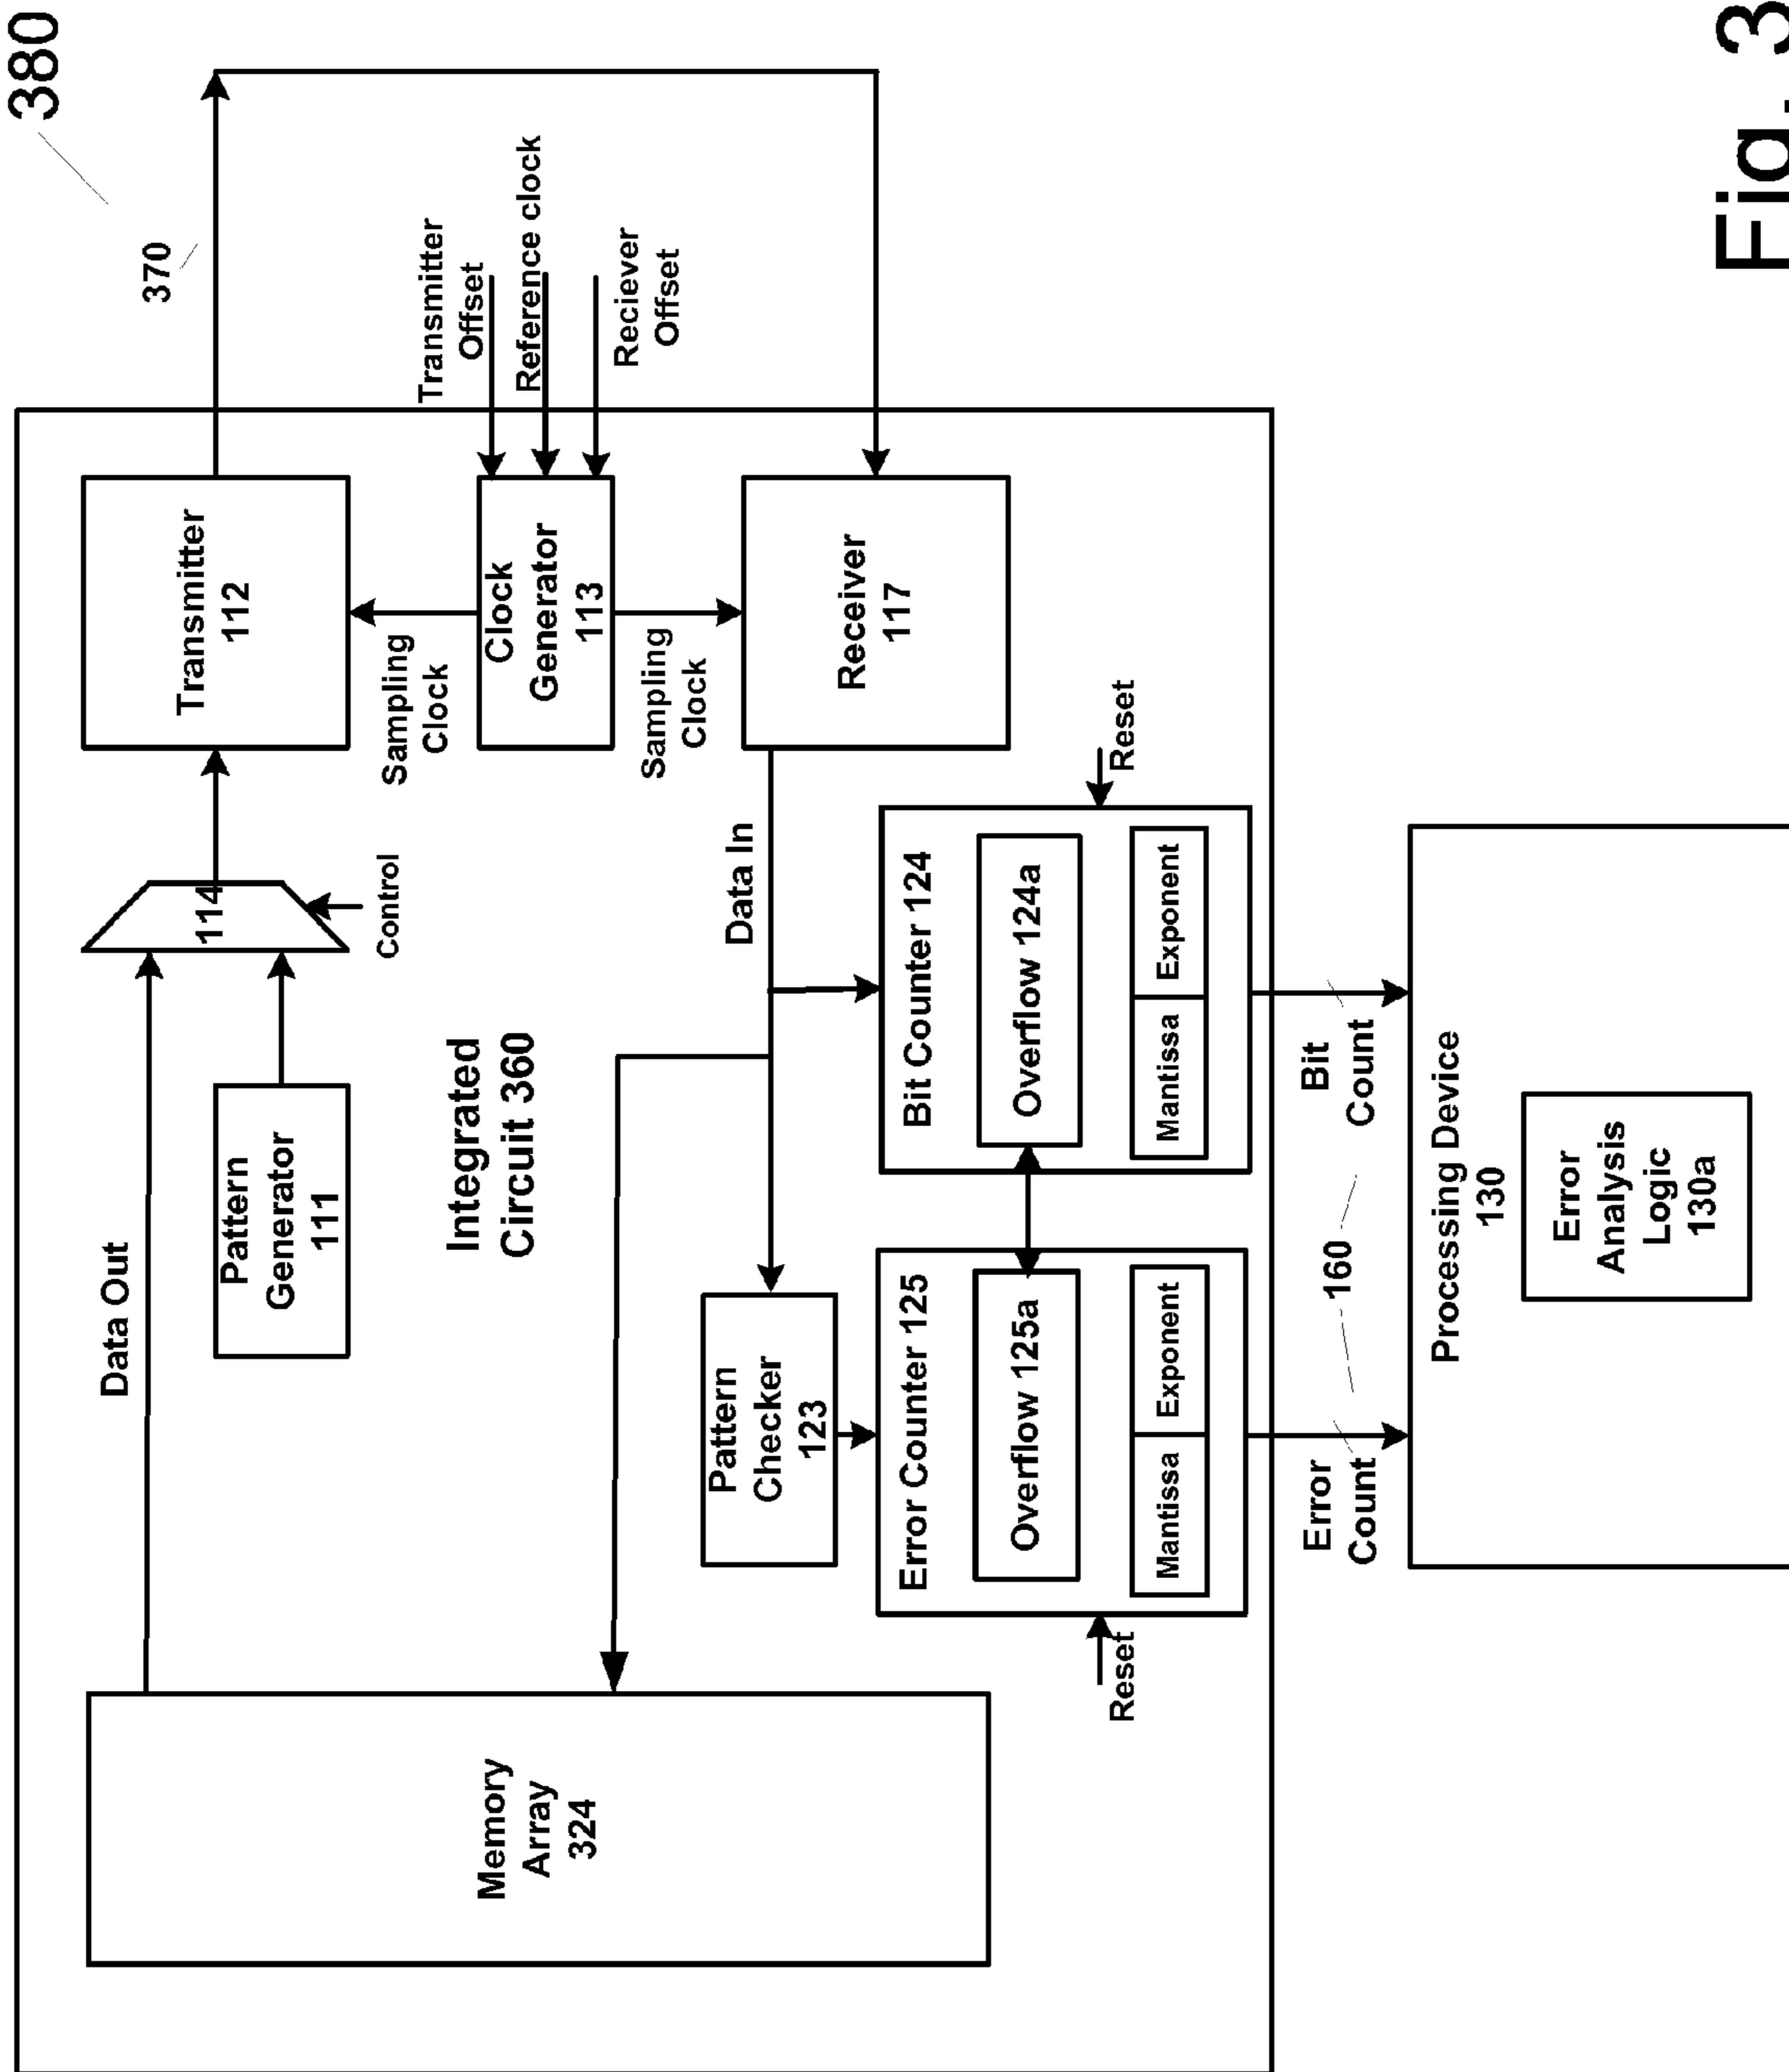 380
370
Data Out
Transmitter
112
114
Control
Pattern
Generator
111
Sampling
Clock
Clock
Generator
113
Transmitter
Offset
Reference clock
Reciever
Offset
Sampling
Clock
Integrated
Circuit 360
Memory
Array
324
Receiver
117
Data In
Pattern
Checker
123
Error Counter 125
Overflow 125a
Mantissa
Exponent
Reset
Bit Counter 124
Overflow 124a
Mantissa
Exponent
Reset
Error
Count
160
Bit
Count
Processing Device
130
Error
Analysis
Logic
130a
Fig. 3